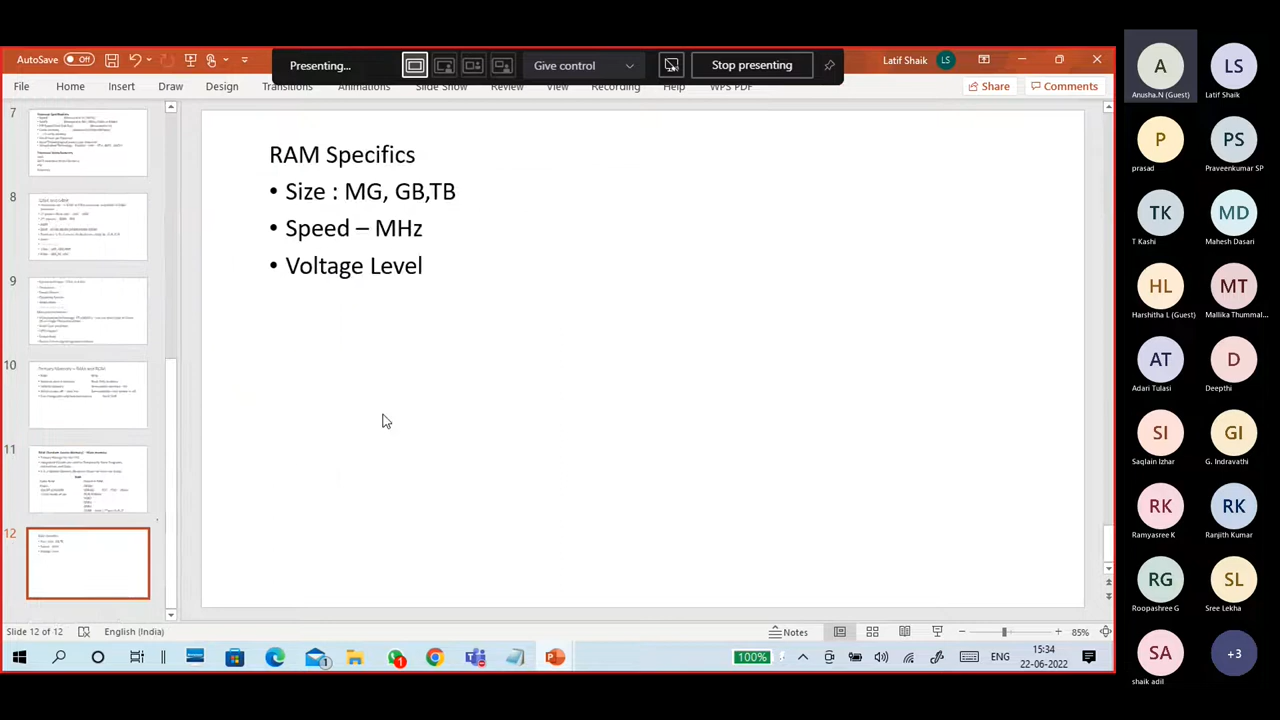 AutoSave
Off
Presenting...
Give control
Stop presenting
Latif Shaik
LS
File
Home
Insert
Draw
Design
Transitions
Animations
Slide Show
Review
View
Recording
Help
WPS PDF
Share
Comments
7
8
9
10
11
12
RAM Specifics
• Size : MG, GB,TB
• Speed – MHz
• Voltage Level
Slide 12 of 12
English (India)
Notes
85%
100%
ENG
15:34
22-06-2022
A
Anusha.N (Guest)
LS
Latif Shaik
P
prasad
PS
Praveenkumar SP
TK
T Kashi
MD
Mahesh Dasari
HL
Harshitha L (Guest)
MT
Mallika Thummal...
AT
Adari Tulasi
D
Deepthi
SI
Saqlain Izhar
GI
G. Indravathi
RK
Ramyasree K
RK
Ranjith Kumar
RG
Roopashree G
SL
Sree Lekha
SA
shaik adil
+3